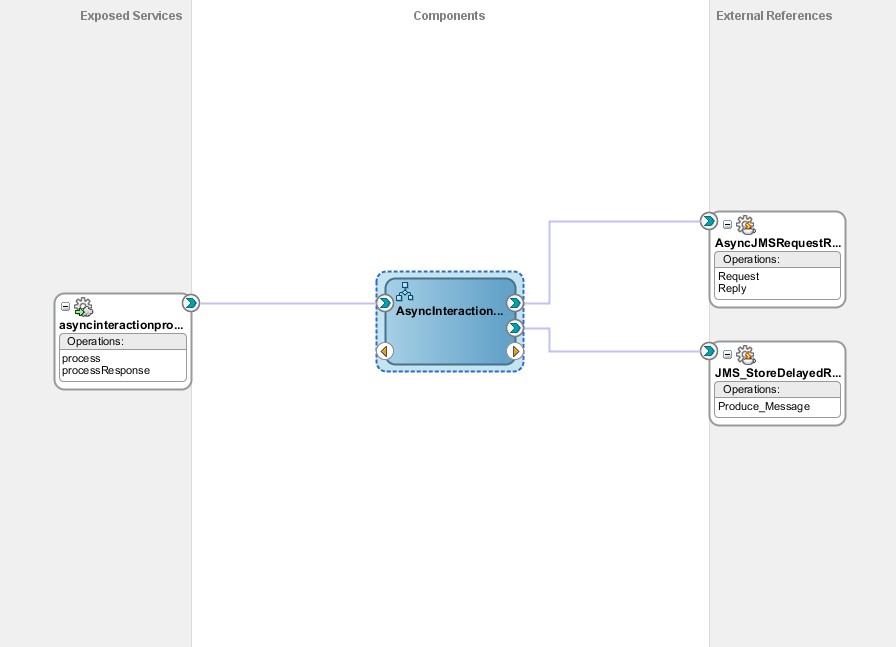 Exposed Services
Components
External References
asyncinteractionpro...
Operations:
process
processResponse
AsyncInteraction...
AsyncJMSRequestR...
Operations:
Request
Reply
JMS_StoreDelayedR...
Operations:
Produce_Message